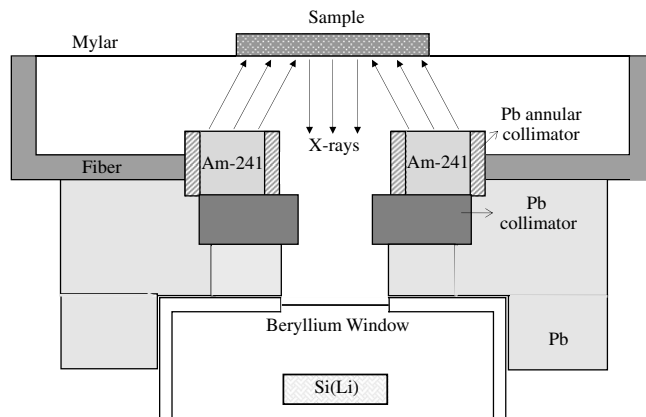 Sample
Mylar
Pb annular
collimator
X-rays
Am-241
Am-241
Fiber
Pb
collimator
Beryllium Window
Pb
Si(Li)